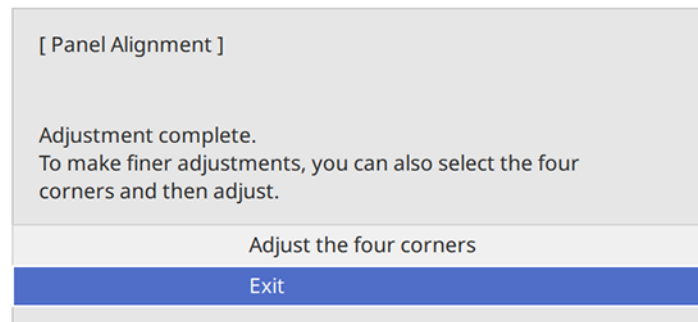 [ Panel Alignment ]
Adjustment complete.
To make finer adjustments, you can also select the four
corners and then adjust.
Adjust the four corners
Exit